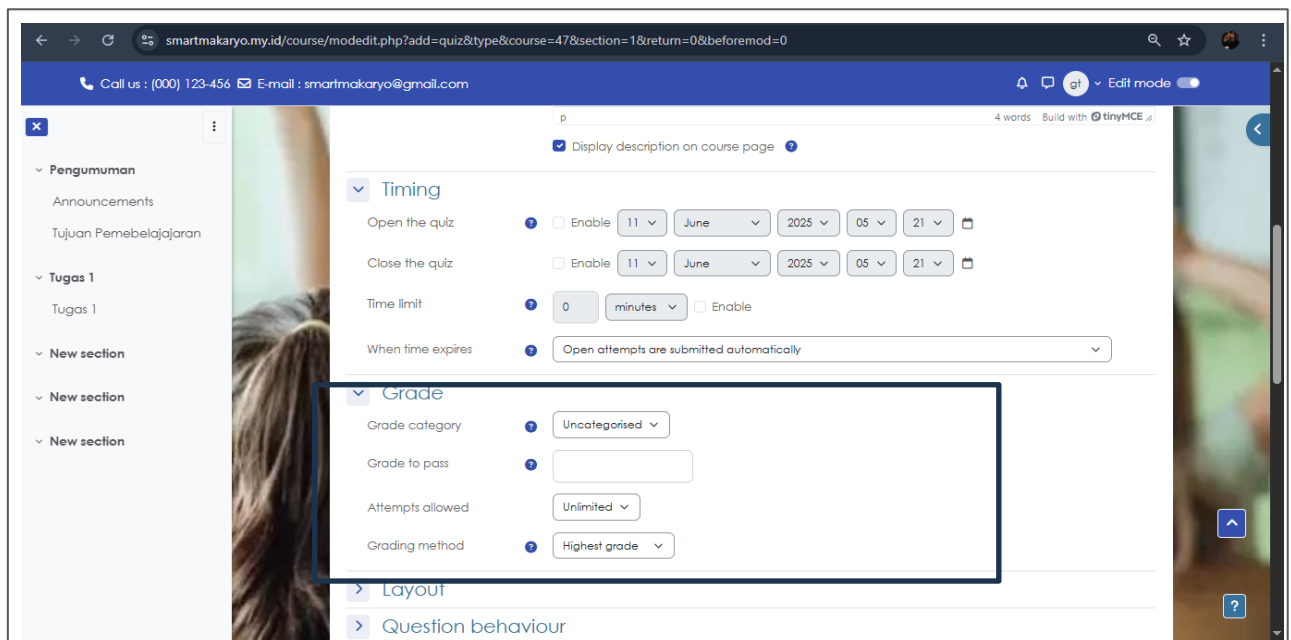 smartmakaryo.my.id/course/modedit.php?add=quiz&type&course=47&section=1&return=0&beforemod=0
Call us : (000) 123-456 E-mail : smartmakaryo@gmail.com
gt Edit mode
Pengumuman
Announcements
Tujuan Pemebelajajaran
Tugas 1
Tugas 1
New section
New section
New section
p 4 words Build with tinyMCE
Display description on course page ?
Timing
Open the quiz ? Enable 11 June 2025 05 21
Close the quiz ? Enable 11 June 2025 05 21
Time limit ? 0 minutes Enable
When time expires ? Open attempts are submitted automatically
Grade
Grade category ? Uncategorised
Grade to pass ?
Attempts allowed Unlimited
Grading method ? Highest grade
Layout
Question behaviour
?